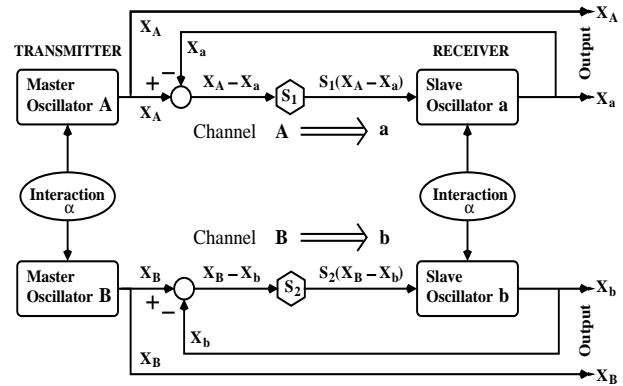 X_A
X_A
TRANSMITTER
X_a
RECEIVER
Output
Master
Oscillator A
+
−
X_A
X_A − X_a
S_1
S_1(X_A − X_a)
Slave
Oscillator a
X_a
Channel A ⟹ a
Interaction
α
Interaction
α
Channel B ⟹ b
Master
Oscillator B
X_B
+
−
X_B − X_b
S_2
S_2(X_B − X_b)
Slave
Oscillator b
X_b
X_b
Output
X_B
X_B